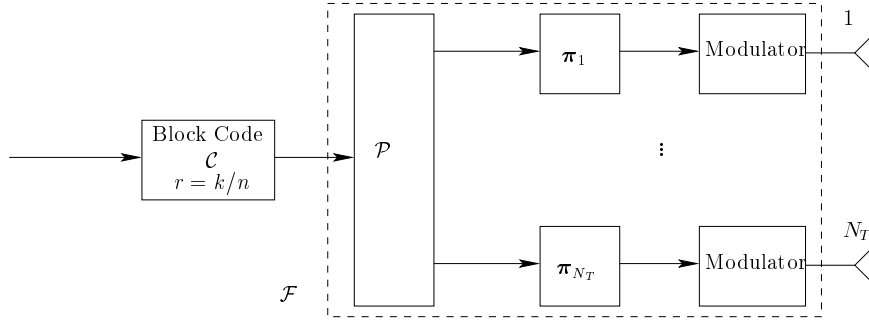 1
π₁
Modulator
Block Code
𝒞
r = k/n
𝒫
⋮
N_T
π_{N_T}
Modulator
ℱ